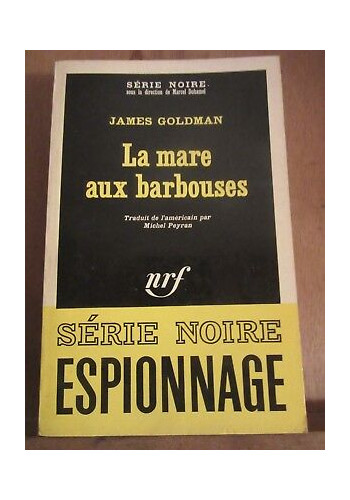 SÉRIE NOIRE
sous la direction de Marcel Duhamel
JAMES GOLDMAN
La mare
aux barbouses
Traduit de l'américain par
Michel Peyran
nrf
SÉRIE NOIRE
ESPIONNAGE